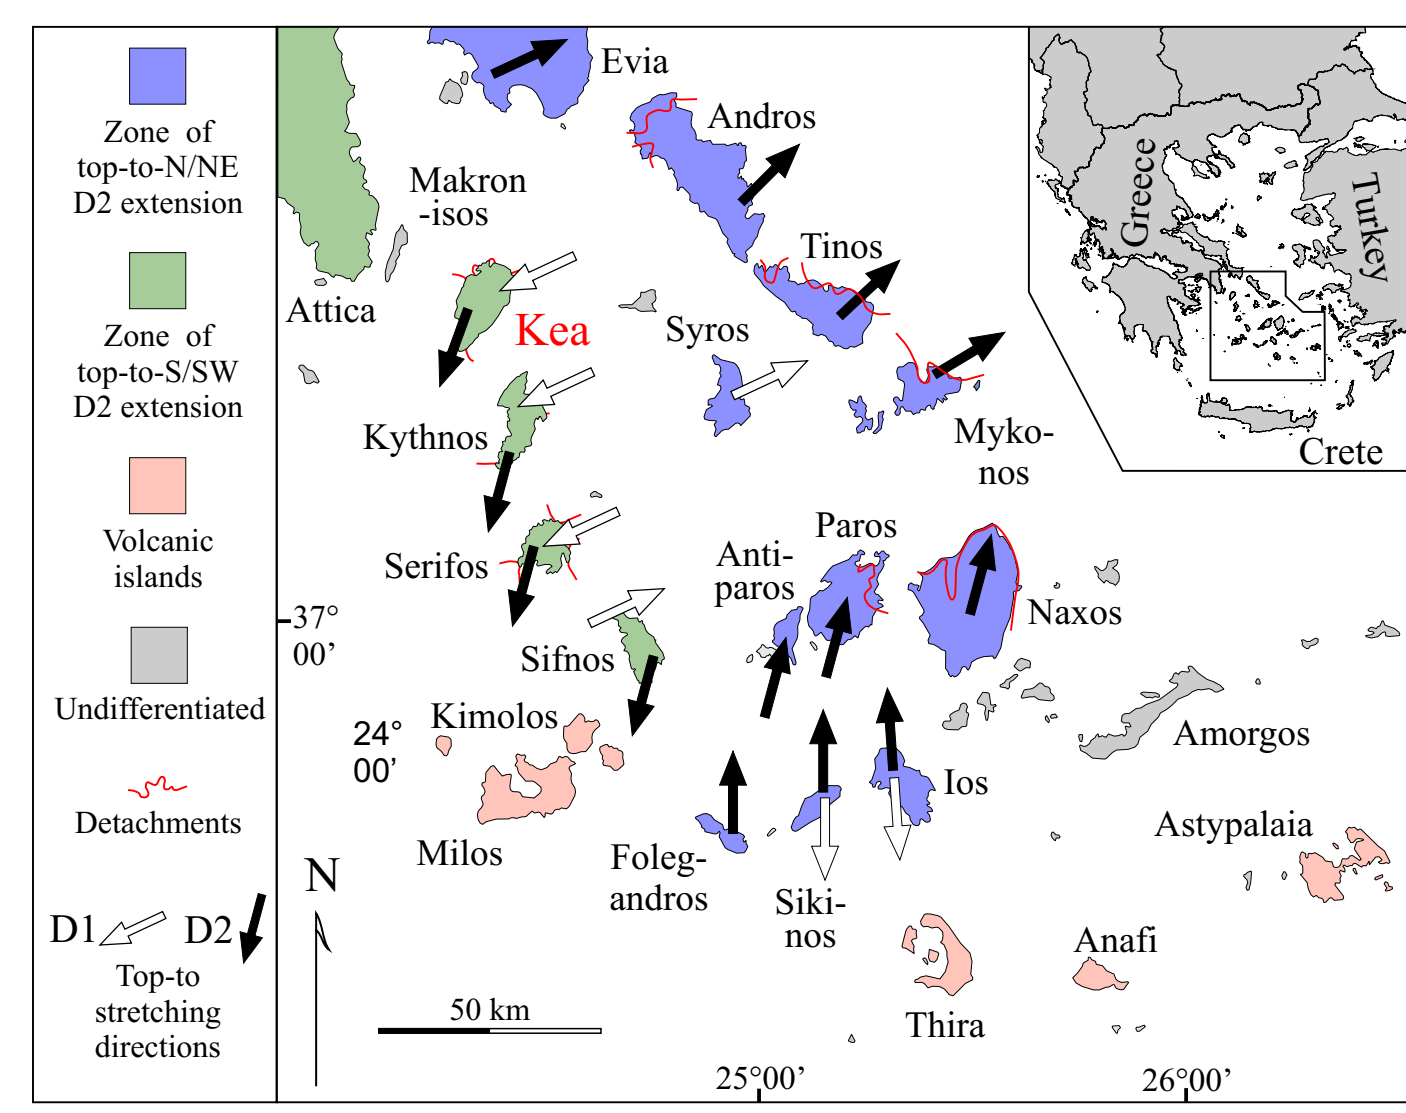 Zone of
top-to-N/NE
D2 extension
Zone of
top-to-S/SW
D2 extension
Volcanic
islands
Undifferentiated
Detachments
D1
D2
Top-to
stretching
directions
Evia
Andros
Makron
-isos
Tinos
Attica
Kea
Syros
Kythnos
Myko-
nos
Serifos
Paros
Anti-
paros
Naxos
37°
00’
Sifnos
Kimolos
24°
00’
Amorgos
Ios
Milos
Astypalaia
Foleg-
andros
N
Siki-
nos
Anafi
Thira
50 km
25°00’
26°00’
Greece
Turkey
Crete